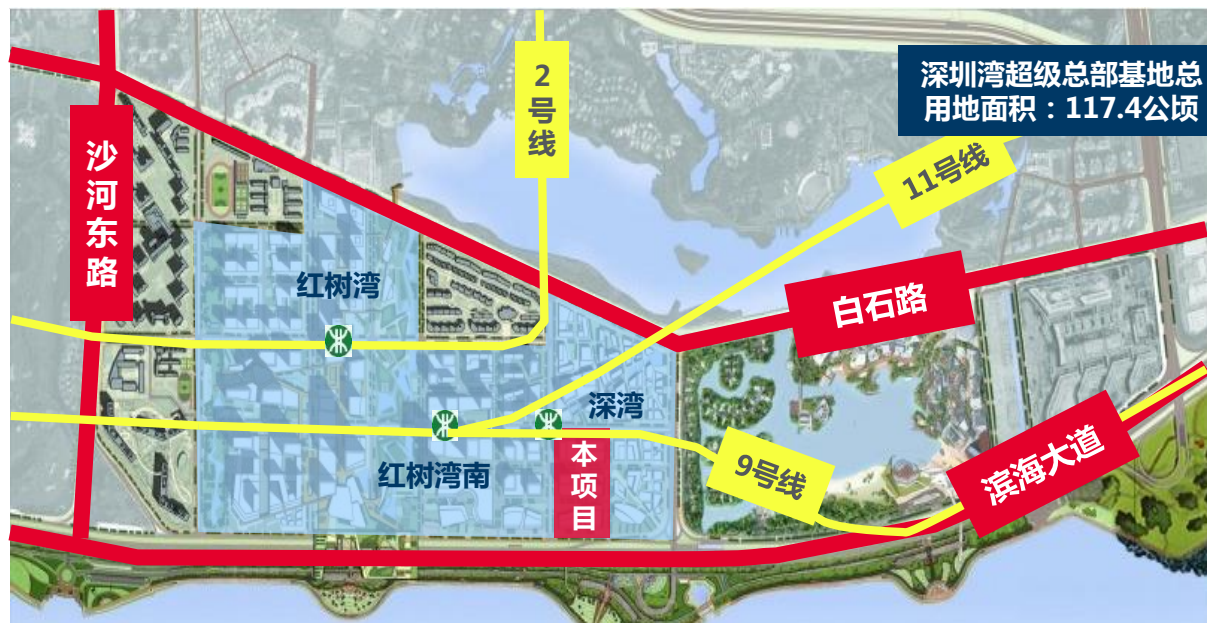 2号线
深圳湾超级总部基地总
用地面积：117.4公顷
沙河东路
11号线
红树湾
白石路
深湾
本项目
红树湾南
9号线
滨海大道